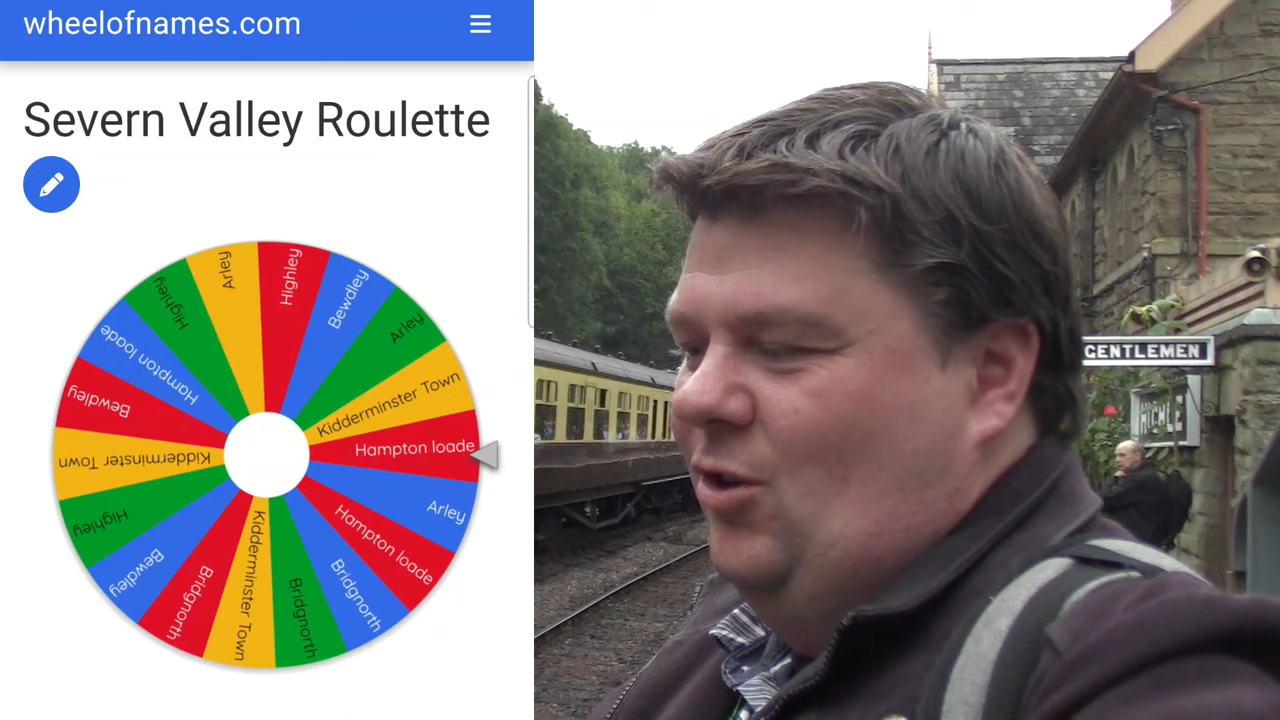 wheelofnames.com
Severn Valley Roulette
Highley
Bewdley
Arley
Kidderminster Town
Hampton loade
Arley
Hampton loade
Bridgnorth
Bridgnorth
Kidderminster Town
Bridgnorth
Bewdley
Highley
Kidderminster Town
Bewdley
Hampton loade
Highley
Arley
GENTLEMEN